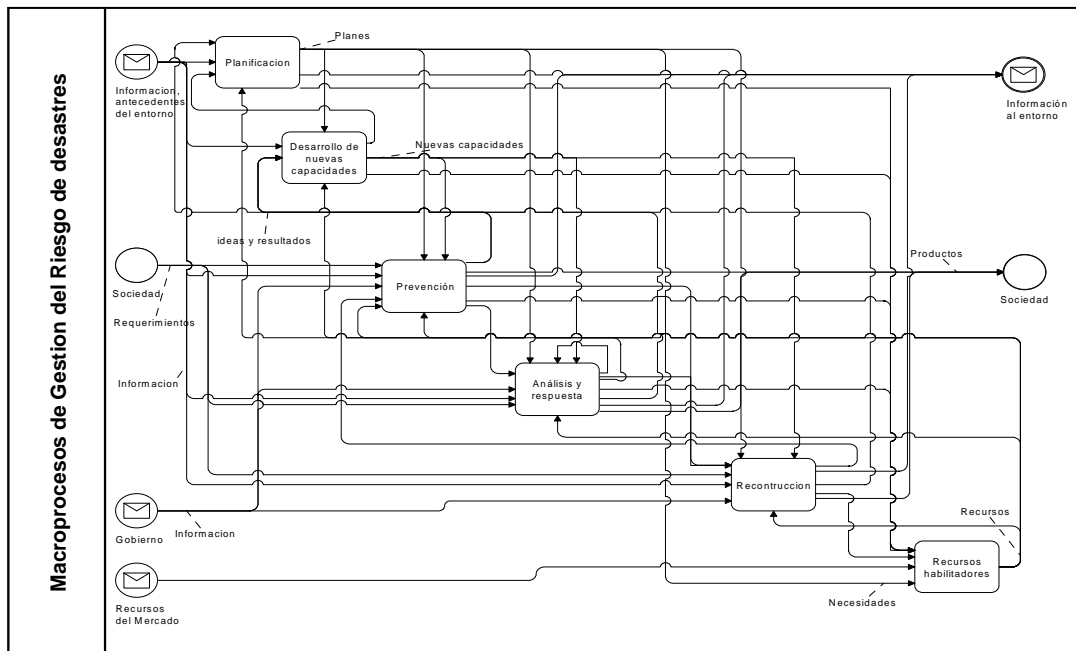 Macroprocesos de Gestion del Riesgo de desastres
Planes
Planificacion
Informacion,
antecedentes
del entorno
Información
al entorno
Desarrollo de
nuevas
capacidades
Nuevas capacidades
ideas y resultados
Sociedad
Requerimientos
Prevención
Productos
Sociedad
Informacion
Análisis y
respuesta
Recontruccion
Gobierno
Informacion
Recursos
Recursos
habilitadores
Recursos
del Mercado
Necesidades